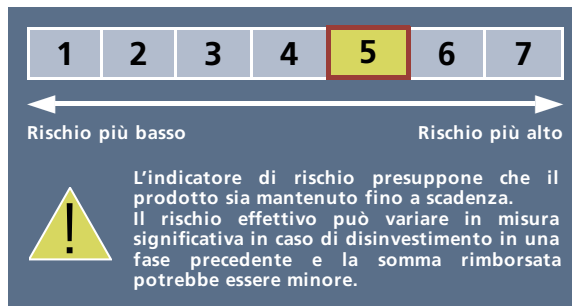 1 2 3 4 5 6 7
Rischio più basso Rischio più alto
L'indicatore di rischio presuppone che il
prodotto sia mantenuto fino a scadenza.
Il rischio effettivo può variare in misura
significativa in caso di disinvestimento in una
fase precedente e la somma rimborsata
potrebbe essere minore.
!